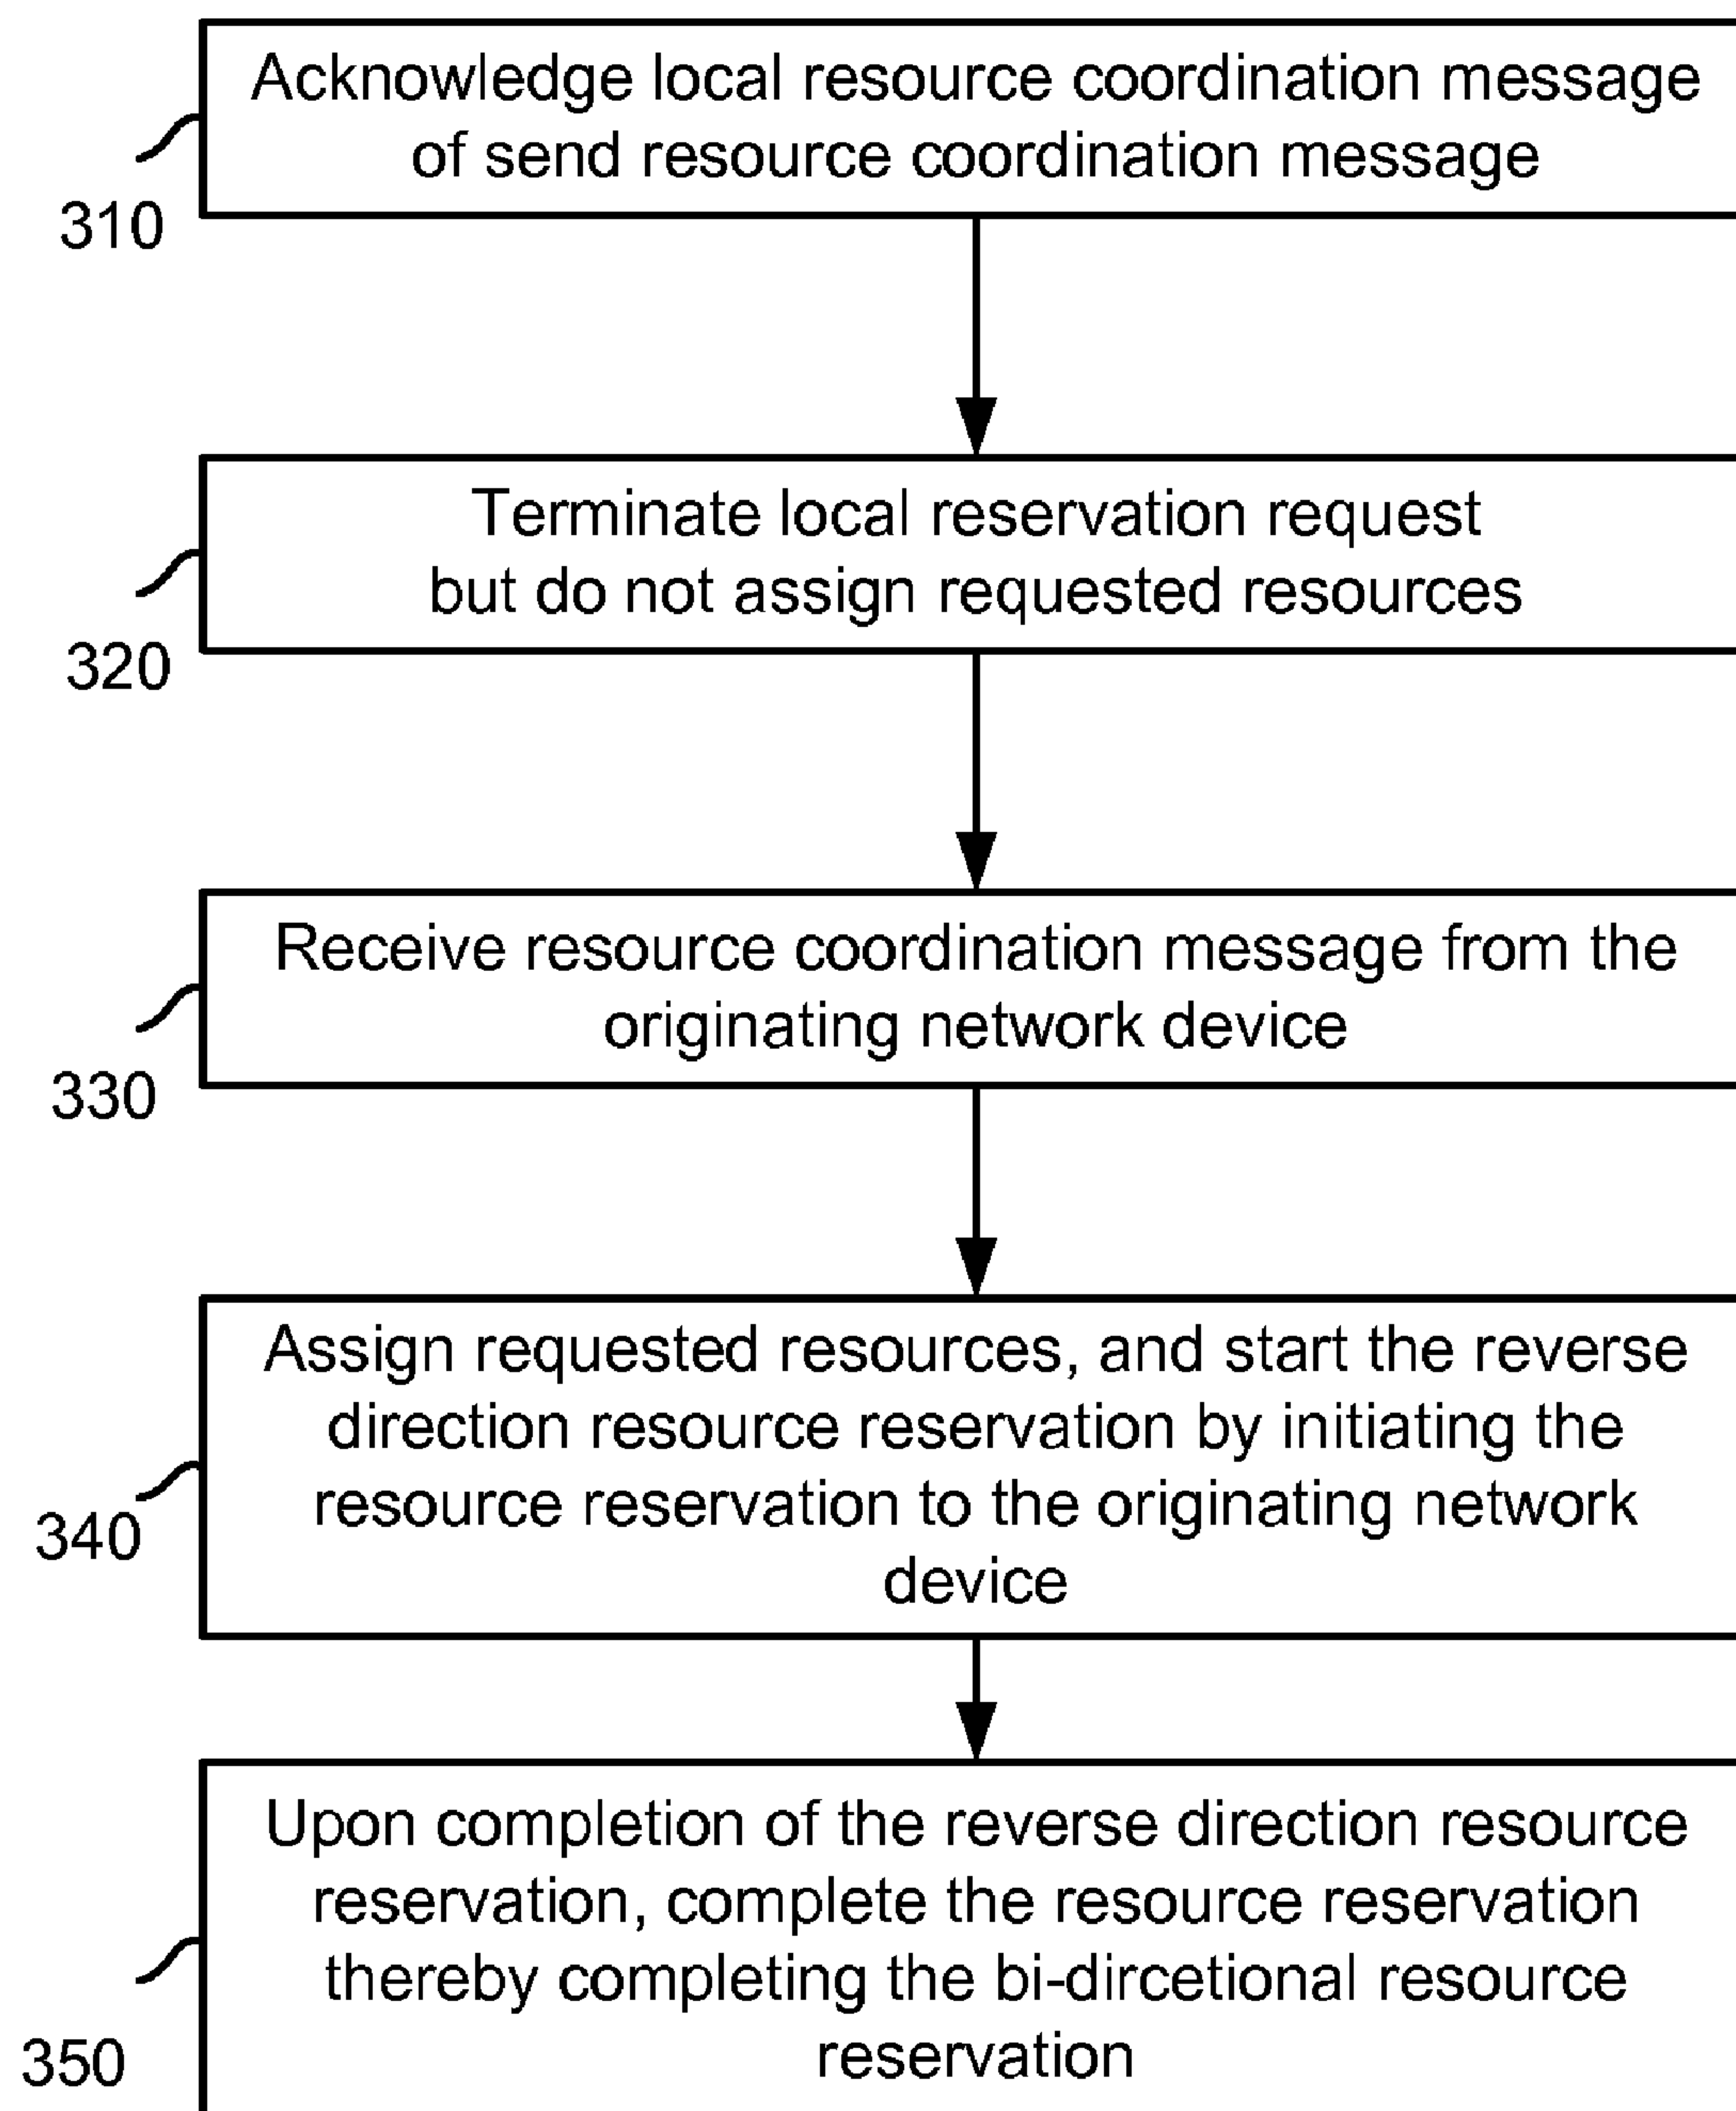 Acknowledge local resource coordination message
of send resource coordination message
310
Terminate local reservation request
but do not assign requested resources
320
Receive resource coordination message from the
originating network device
330
Assign requested resources, and start the reverse
direction resource reservation by initiating the
resource reservation to the originating network
device
340
Upon completion of the reverse direction resource
reservation, complete the resource reservation
thereby completing the bi-dircetional resource
reservation
350